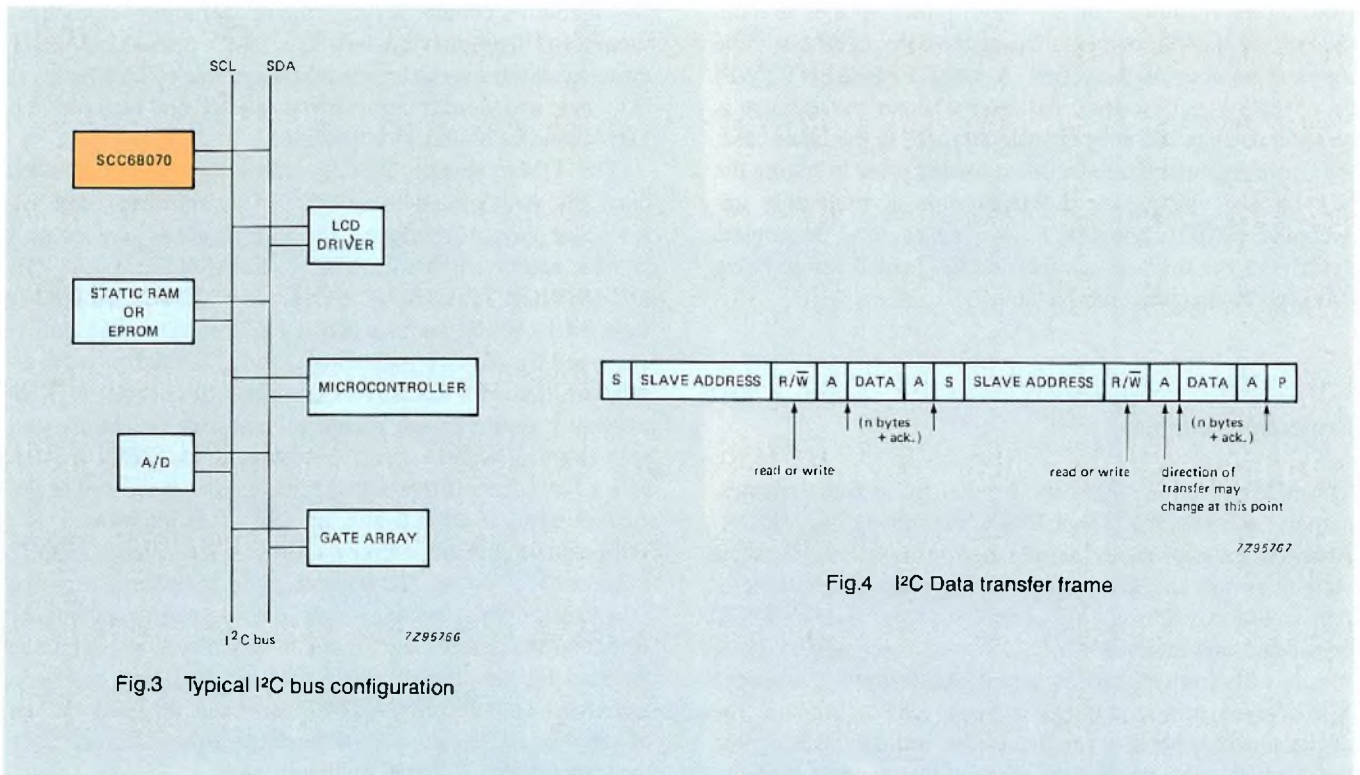 SCL SDA
SCC68070
LCD
DRIVER
STATIC RAM
OR
EPROM
MICROCONTROLLER
A/D
GATE ARRAY
I²C bus
7Z95766
Fig.3 Typical I²C bus configuration
S SLAVE ADDRESS R/W̅ A DATA A S SLAVE ADDRESS R/W̅ A DATA A P
(n bytes
+ ack.)
(n bytes
+ ack.)
read or write
read or write
direction of
transfer may
change at this point
7Z95767
Fig.4 I²C Data transfer frame